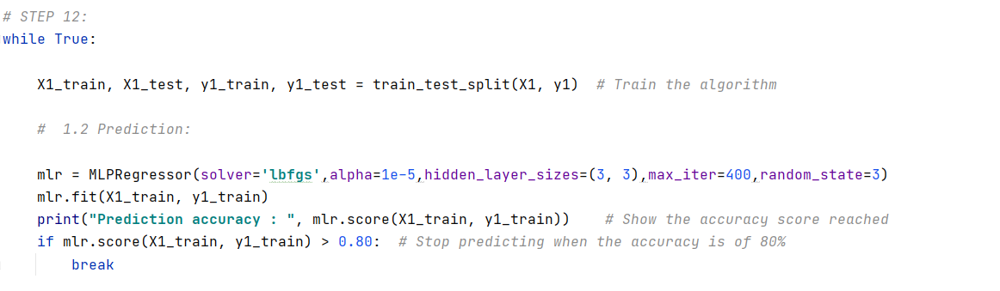 # STEP 12:
while True:
X1_train, X1_test, y1_train, y1_test = train_test_split(X1, y1)  # Train the algorithm
#  1.2 Prediction:
mlr = MLPRegressor(solver='lbfgs',alpha=1e-5,hidden_layer_sizes=(3, 3),max_iter=400,random_state=3)
mlr.fit(X1_train, y1_train)
print("Prediction accuracy : ", mlr.score(X1_train, y1_train))    # Show the accuracy score reached
if mlr.score(X1_train, y1_train) > 0.80:  # Stop predicting when the accuracy is of 80%
break